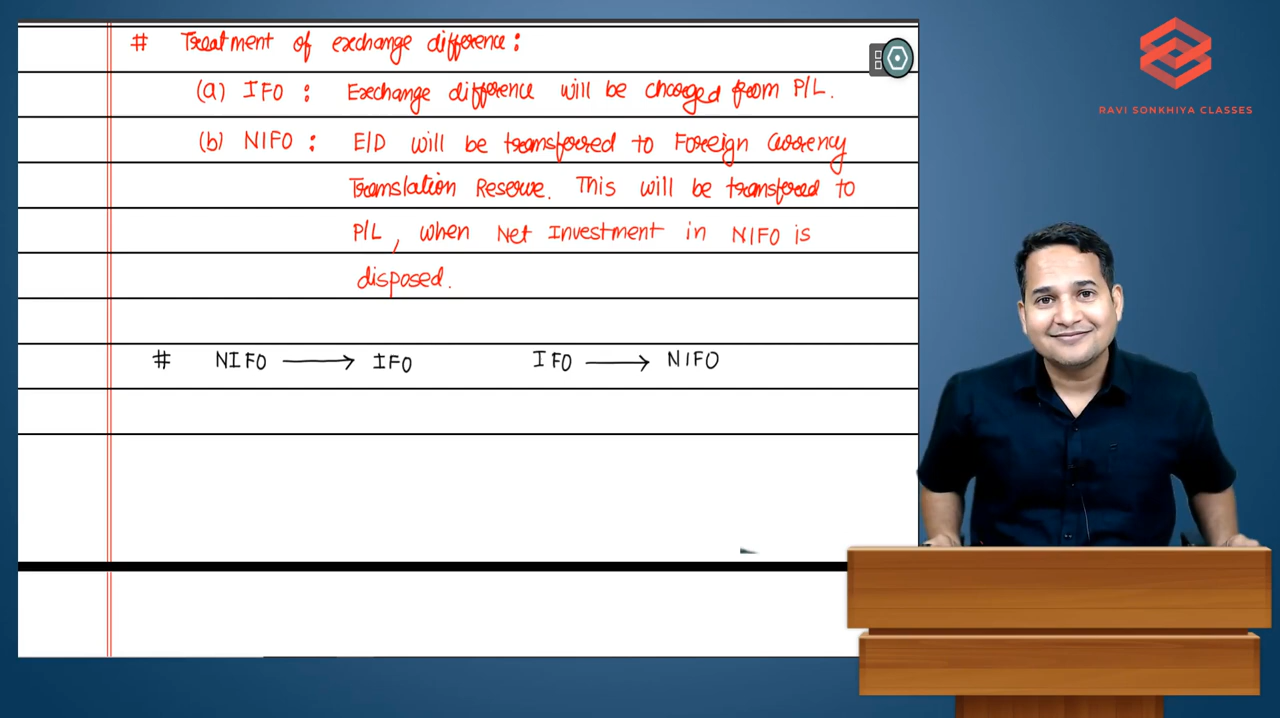 # Treatment of exchange difference :
(a) IFO : Exchange difference will be charged from P/L.
(b) NIFO : E/D will be transferred to Foreign Currency
Translation Reserve. This will be transfered to
P/L, when Net Investment in NIFO is
disposed.
# NIFO ⟶ IFO IFO ⟶ NIFO
RAVI SONKHIYA CLASSES